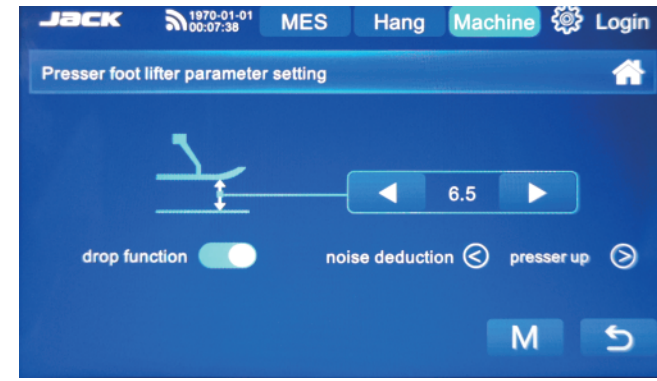 JACK 1970-01-01 MES Hang Machine Login
00:07:38
Presser foot lifter parameter setting
6.5
drop function noise deduction presser up
M